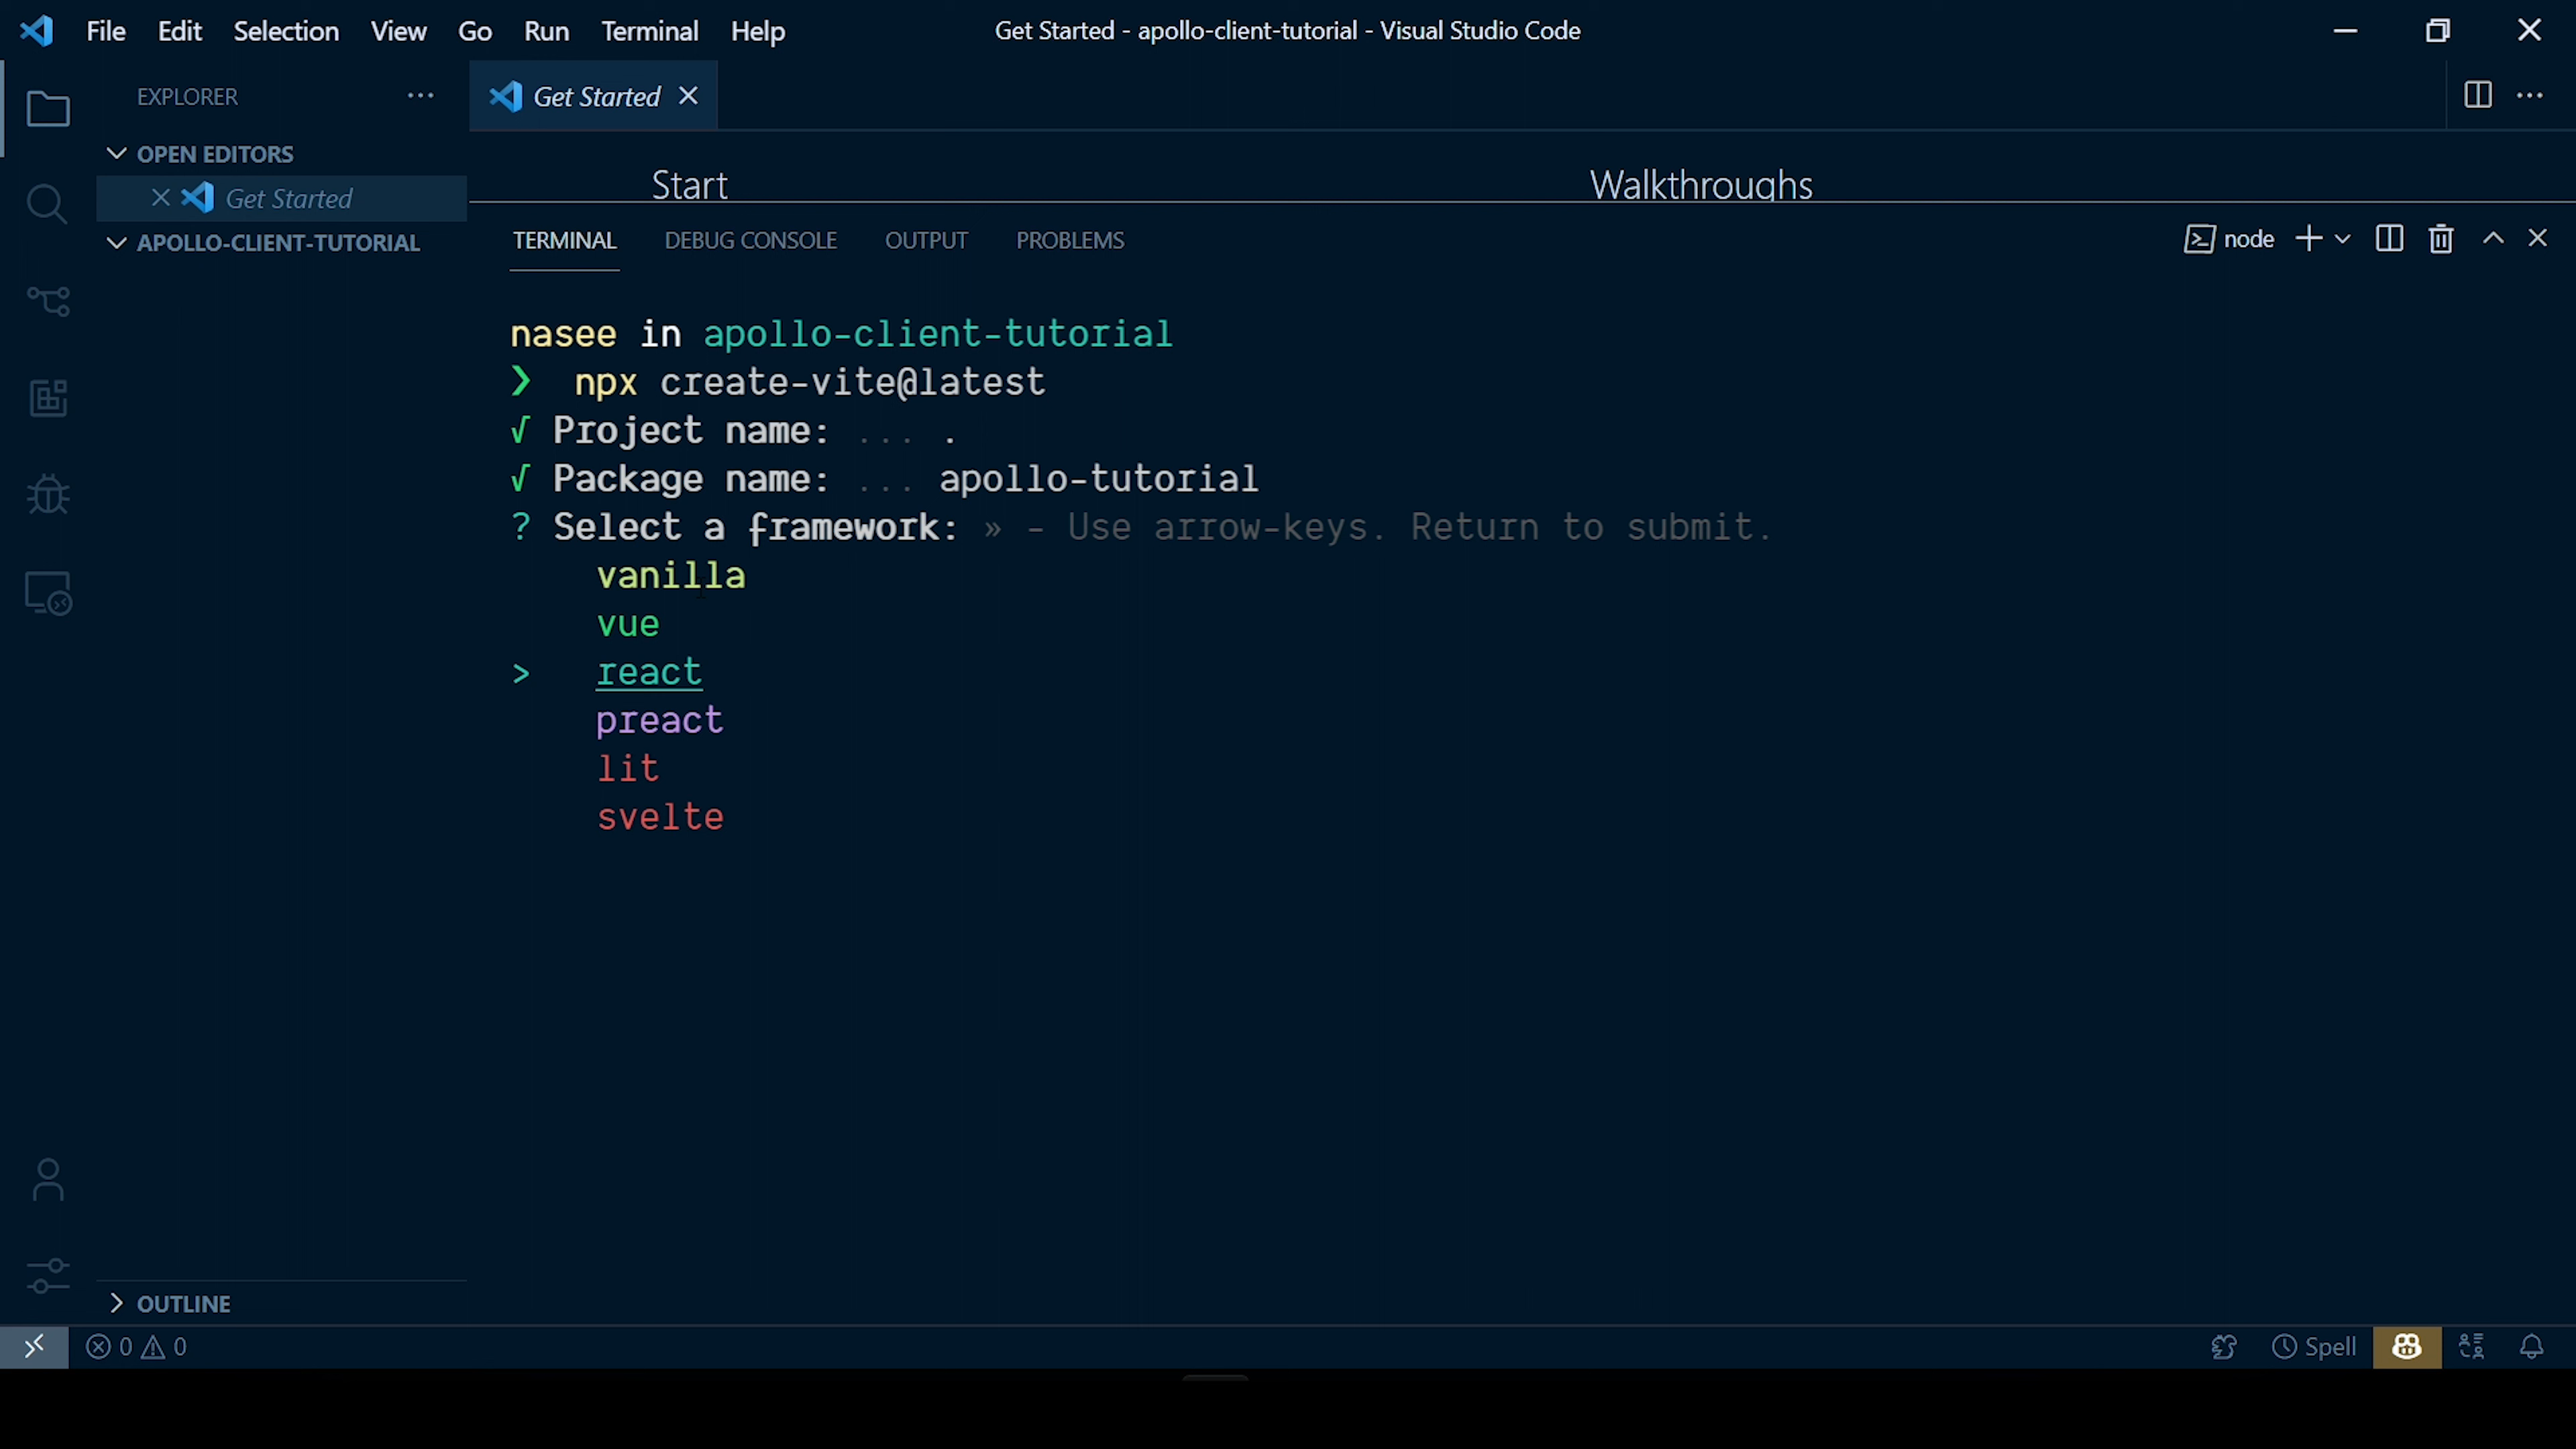 File Edit Selection View Go Run Terminal Help
Get Started - apollo-client-tutorial - Visual Studio Code
EXPLORER
Get Started
OPEN EDITORS
Get Started
APOLLO-CLIENT-TUTORIAL
Start
Walkthroughs
TERMINAL DEBUG CONSOLE OUTPUT PROBLEMS
node
nasee in apollo-client-tutorial
❯ npx create-vite@latest
√ Project name: ... .
√ Package name: ... apollo-tutorial
? Select a framework: » - Use arrow-keys. Return to submit.
vanilla
vue
> react
preact
lit
svelte
OUTLINE
0 0
Spell